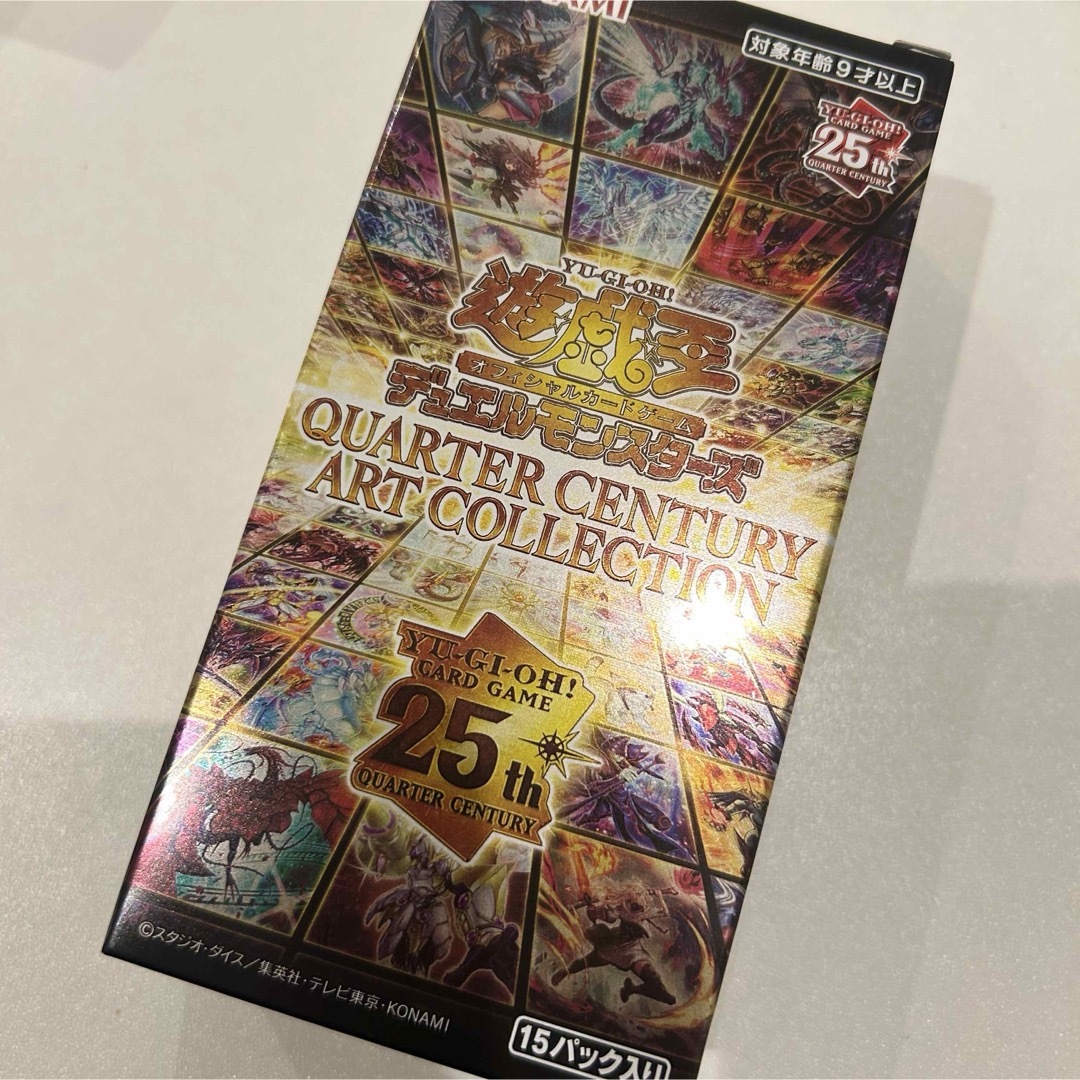 KONAMI
対象年齢9才以上
YU-GI-OH!
CARD GAME
25th
QUARTER CENTURY
YU-GI-OH!
遊戯王
オフィシャルカードゲーム
デュエルモンスターズ
QUARTER CENTURY
ART COLLECTION
YU-GI-OH!
CARD GAME
25th
QUARTER CENTURY
©スタジオ・ダイス/集英社・テレビ東京・KONAMI
15パック入り